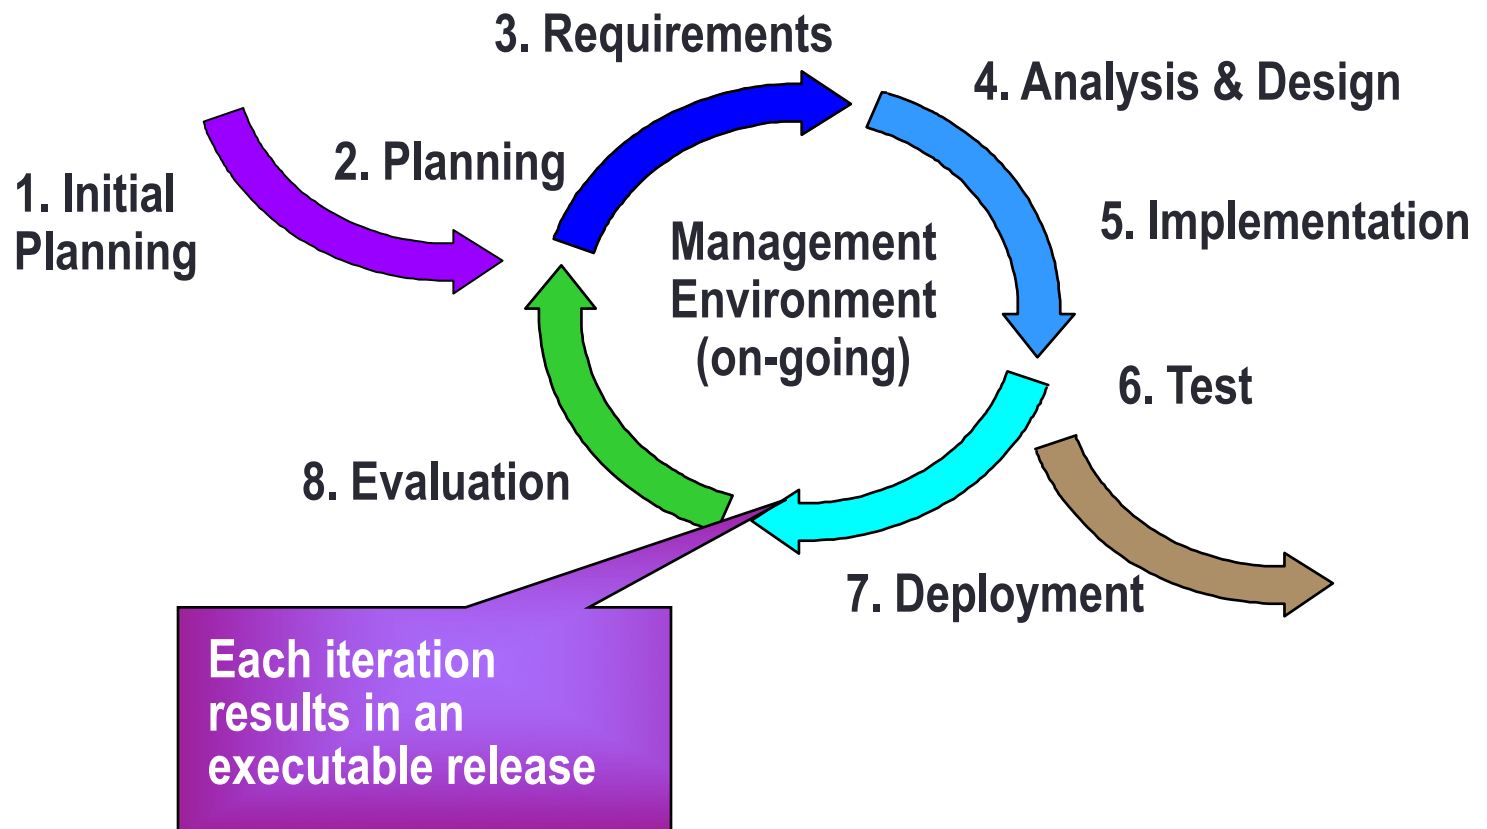 3. Requirements
4. Analysis & Design
2. Planning
1. Initial
Planning
5. Implementation
Management
Environment
(on-going)
6. Test
8. Evaluation
7. Deployment
Each iteration
results in an
executable release